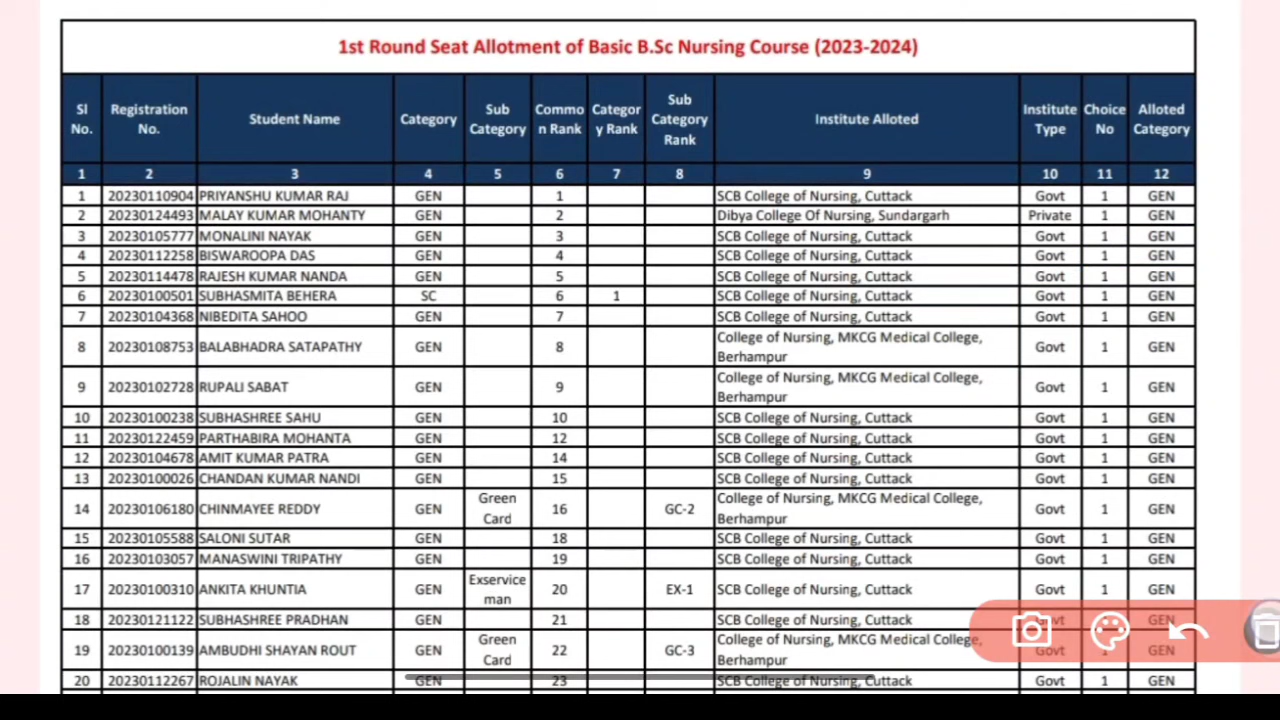 1st Round Seat Allotment of Basic B.Sc Nursing Course (2023-2024)
Sl No. Registration No. Student Name Category Sub Category Commo n Rank Categor y Rank Sub Category Rank Institute Alloted Institute Type Choice No Alloted Category
1 2 3 4 5 6 7 8 9 10 11 12
1 20230110904 PRIYANSHU KUMAR RAJ GEN 1 SCB College of Nursing, Cuttack Govt 1 GEN
2 20230124493 MALAY KUMAR MOHANTY GEN 2 Dibya College Of Nursing, Sundargarh Private 1 GEN
3 20230105777 MONALINI NAYAK GEN 3 SCB College of Nursing, Cuttack Govt 1 GEN
4 20230112258 BISWAROOPA DAS GEN 4 SCB College of Nursing, Cuttack Govt 1 GEN
5 20230114478 RAJESH KUMAR NANDA GEN 5 SCB College of Nursing, Cuttack Govt 1 GEN
6 20230100501 SUBHASMITA BEHERA SC 6 1 SCB College of Nursing, Cuttack Govt 1 GEN
7 20230104368 NIBEDITA SAHOO GEN 7 SCB College of Nursing, Cuttack Govt 1 GEN
8 20230108753 BALABHADRA SATAPATHY GEN 8 College of Nursing, MKCG Medical College, Berhampur Govt 1 GEN
9 20230102728 RUPALI SABAT GEN 9 College of Nursing, MKCG Medical College, Berhampur Govt 1 GEN
10 20230100238 SUBHASHREE SAHU GEN 10 SCB College of Nursing, Cuttack Govt 1 GEN
11 20230122459 PARTHABIRA MOHANTA GEN 12 SCB College of Nursing, Cuttack Govt 1 GEN
12 20230104678 AMIT KUMAR PATRA GEN 14 SCB College of Nursing, Cuttack Govt 1 GEN
13 20230100026 CHANDAN KUMAR NANDI GEN 15 SCB College of Nursing, Cuttack Govt 1 GEN
14 20230106180 CHINMAYEE REDDY GEN Green Card 16 GC-2 College of Nursing, MKCG Medical College, Berhampur Govt 1 GEN
15 20230105588 SALONI SUTAR GEN 18 SCB College of Nursing, Cuttack Govt 1 GEN
16 20230103057 MANASWINI TRIPATHY GEN 19 SCB College of Nursing, Cuttack Govt 1 GEN
17 20230100310 ANKITA KHUNTIA GEN Exservice man 20 EX-1 SCB College of Nursing, Cuttack Govt 1 GEN
18 20230121122 SUBHASHREE PRADHAN GEN 21 SCB College of Nursing, Cuttack Govt 1 GEN
19 20230100139 AMBUDHI SHAYAN ROUT GEN Green Card 22 GC-3 College of Nursing, MKCG Medical College, Berhampur Govt 1 GEN
20 20230112267 ROJALIN NAYAK GEN 23 SCB College of Nursing, Cuttack Govt 1 GEN